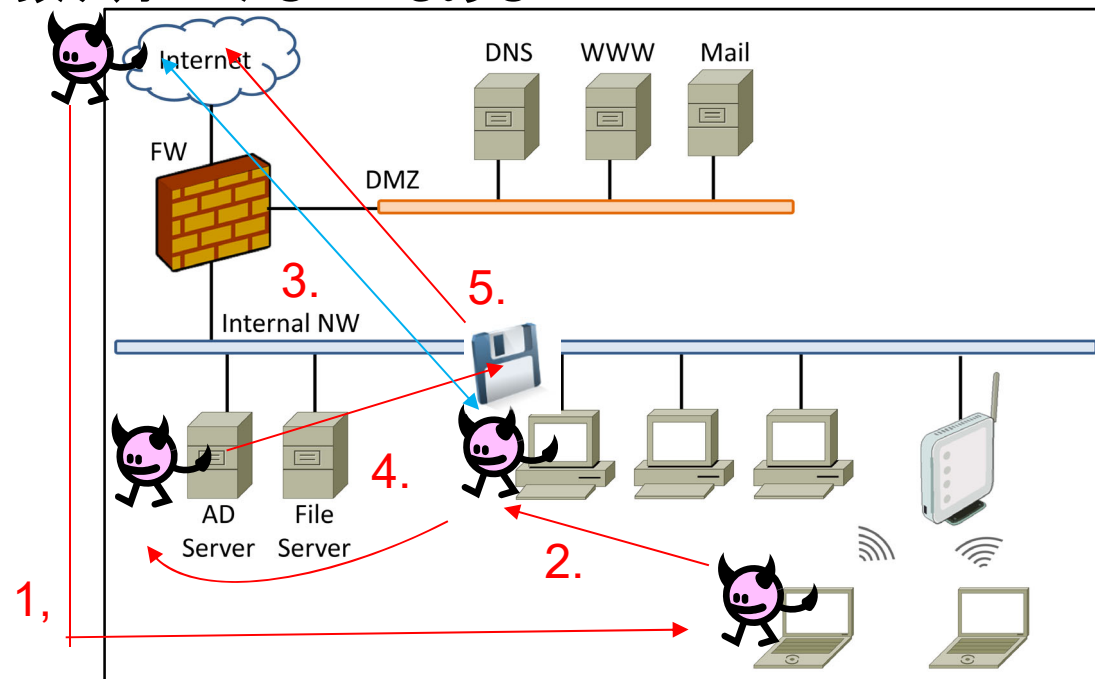 Internet
DNS WWW Mail
FW
DMZ
3.
5.
Internal NW
4.
AD
Server
File
Server
2.
1,